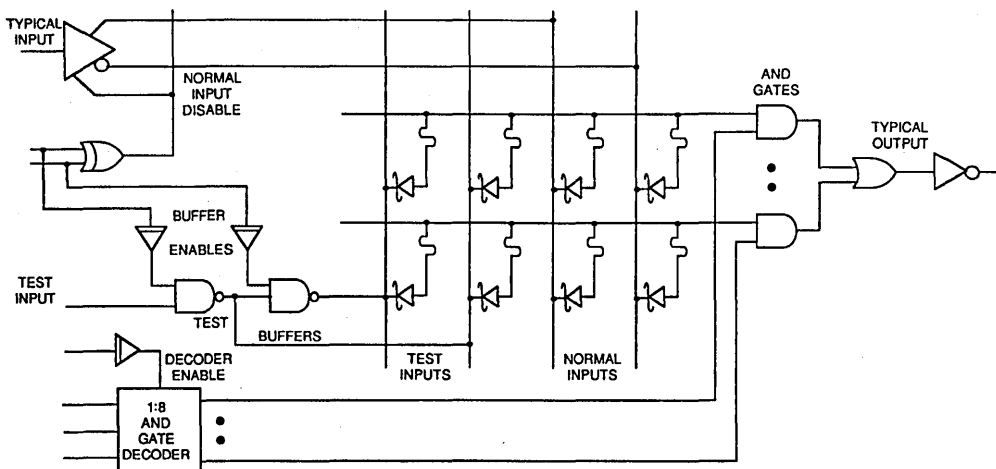 TYPICAL
INPUT
NORMAL
INPUT
DISABLE
AND
GATES
TYPICAL
OUTPUT
BUFFER
ENABLES
TEST
INPUT
TEST
BUFFERS
DECODER
ENABLE
TEST
INPUTS
NORMAL
INPUTS
1:8
AND
GATE
DECODER